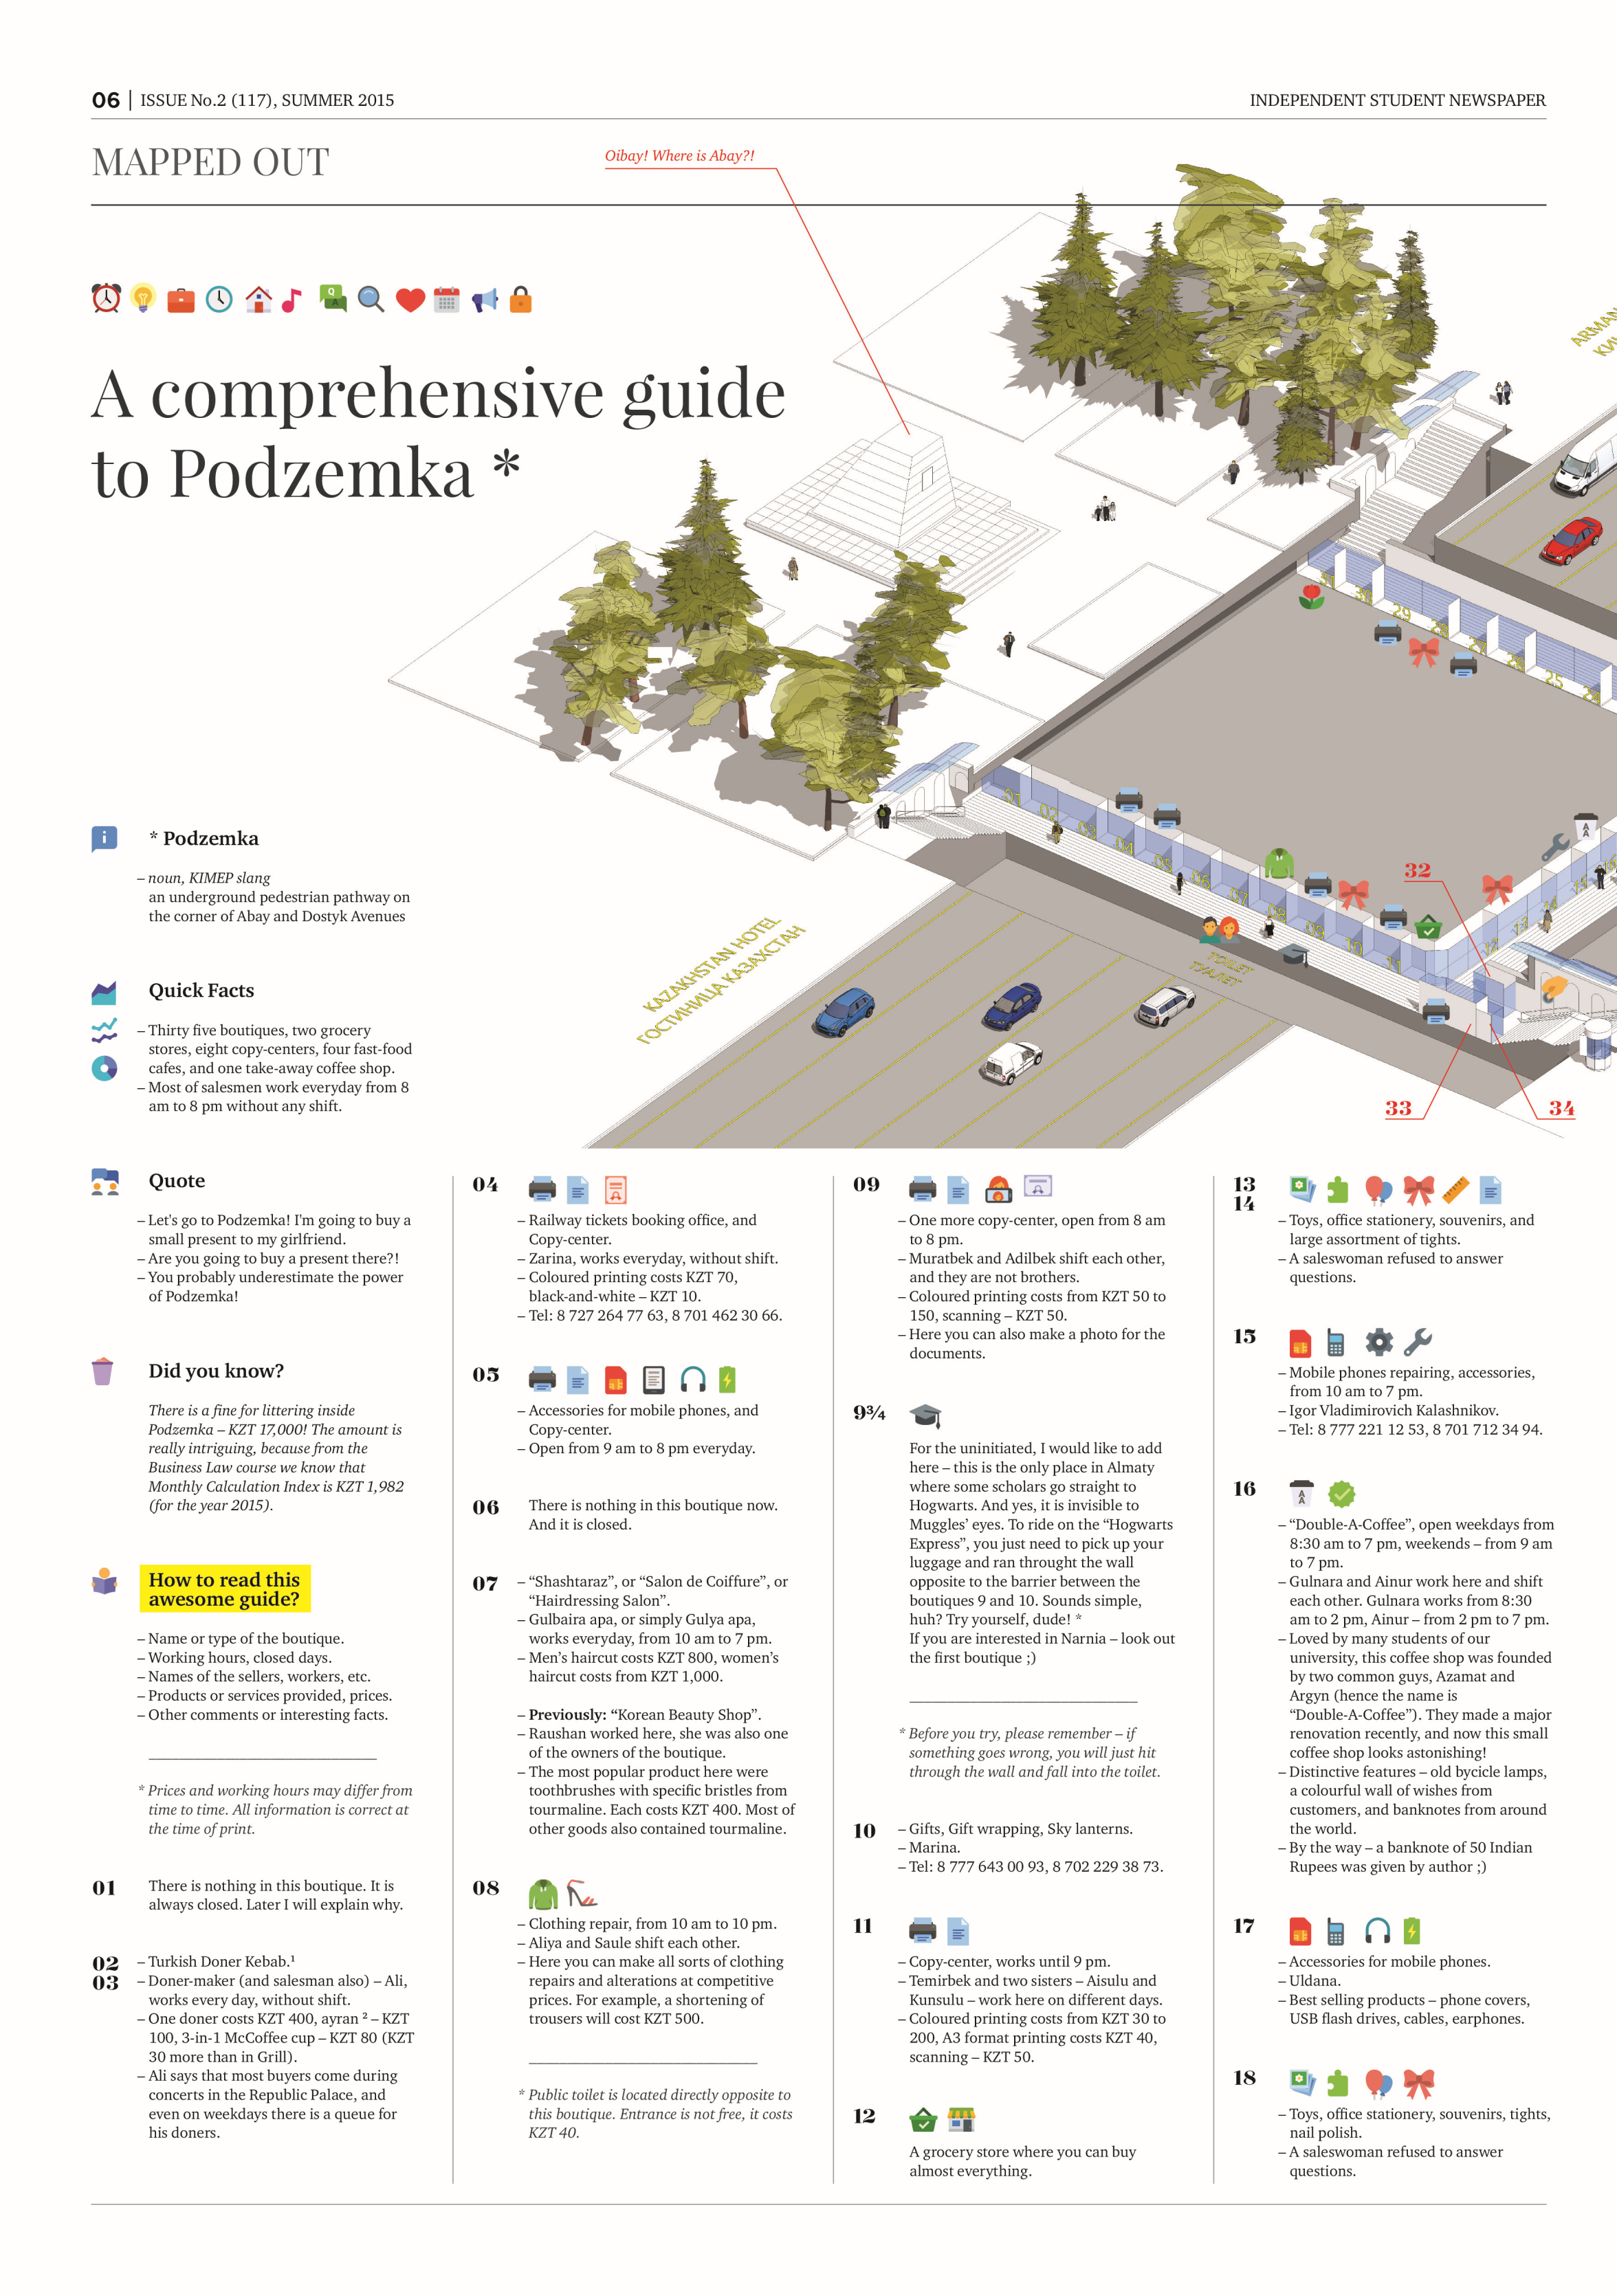 06 | ISSUE No.2 (117), SUMMER 2015
INDEPENDENT STUDENT NEWSPAPER
MAPPED OUT
Oibay! Where is Abay?!
A comprehensive guide
to Podzemka *
* Podzemka
– noun, KIMEP slang
an underground pedestrian pathway on
the corner of Abay and Dostyk Avenues
Quick Facts
– Thirty five boutiques, two grocery
stores, eight copy-centers, four fast-food
cafes, and one take-away coffee shop.
– Most of salesmen work everyday from 8
am to 8 pm without any shift.
KAZAKHSTAN HOTEL
ГОСТИНИЦА КАЗАХСТАН
TOILET
ТУАЛЕТ
ARMAN
29
25
01
02
03
04
05
09
10
13
32
33
34
Quote
– Let's go to Podzemka! I'm going to buy a
small present to my girlfriend.
– Are you going to buy a present there?!
– You probably underestimate the power
of Podzemka!
Did you know?
There is a fine for littering inside
Podzemka – KZT 17,000! The amount is
really intriguing, because from the
Business Law course we know that
Monthly Calculation Index is KZT 1,982
(for the year 2015).
How to read this
awesome guide?
– Name or type of the boutique.
– Working hours, closed days.
– Names of the sellers, workers, etc.
– Products or services provided, prices.
– Other comments or interesting facts.
* Prices and working hours may differ from
time to time. All information is correct at
the time of print.
01
There is nothing in this boutique. It is
always closed. Later I will explain why.
02
03
– Turkish Doner Kebab.¹
– Doner-maker (and salesman also) – Ali,
works every day, without shift.
– One doner costs KZT 400, ayran ² – KZT
100, 3-in-1 McCoffee cup – KZT 80 (KZT
30 more than in Grill).
– Ali says that most buyers come during
concerts in the Republic Palace, and
even on weekdays there is a queue for
his doners.
04
– Railway tickets booking office, and
Copy-center.
– Zarina, works everyday, without shift.
– Coloured printing costs KZT 70,
black-and-white – KZT 10.
– Tel: 8 727 264 77 63, 8 701 462 30 66.
05
– Accessories for mobile phones, and
Copy-center.
– Open from 9 am to 8 pm everyday.
06
There is nothing in this boutique now.
And it is closed.
07
– “Shashtaraz”, or “Salon de Coiffure”, or
“Hairdressing Salon”.
– Gulbaira apa, or simply Gulya apa,
works everyday, from 10 am to 7 pm.
– Men’s haircut costs KZT 800, women’s
haircut costs from KZT 1,000.
– Previously: “Korean Beauty Shop”.
– Raushan worked here, she was also one
of the owners of the boutique.
– The most popular product here were
toothbrushes with specific bristles from
tourmaline. Each costs KZT 400. Most of
other goods also contained tourmaline.
08
– Clothing repair, from 10 am to 10 pm.
– Aliya and Saule shift each other.
– Here you can make all sorts of clothing
repairs and alterations at competitive
prices. For example, a shortening of
trousers will cost KZT 500.
* Public toilet is located directly opposite to
this boutique. Entrance is not free, it costs
KZT 40.
09
– One more copy-center, open from 8 am
to 8 pm.
– Muratbek and Adilbek shift each other,
and they are not brothers.
– Coloured printing costs from KZT 50 to
150, scanning – KZT 50.
– Here you can also make a photo for the
documents.
9¾
For the uninitiated, I would like to add
here – this is the only place in Almaty
where some scholars go straight to
Hogwarts. And yes, it is invisible to
Muggles’ eyes. To ride on the “Hogwarts
Express”, you just need to pick up your
luggage and ran throught the wall
opposite to the barrier between the
boutiques 9 and 10. Sounds simple,
huh? Try yourself, dude! *
If you are interested in Narnia – look out
the first boutique ;)
* Before you try, please remember – if
something goes wrong, you will just hit
through the wall and fall into the toilet.
10
– Gifts, Gift wrapping, Sky lanterns.
– Marina.
– Tel: 8 777 643 00 93, 8 702 229 38 73.
11
– Copy-center, works until 9 pm.
– Temirbek and two sisters – Aisulu and
Kunsulu – work here on different days.
– Coloured printing costs from KZT 30 to
200, A3 format printing costs KZT 40,
scanning – KZT 50.
12
A grocery store where you can buy
almost everything.
13
14
– Toys, office stationery, souvenirs, and
large assortment of tights.
– A saleswoman refused to answer
questions.
15
– Mobile phones repairing, accessories,
from 10 am to 7 pm.
– Igor Vladimirovich Kalashnikov.
– Tel: 8 777 221 12 53, 8 701 712 34 94.
16
– “Double-A-Coffee”, open weekdays from
8:30 am to 7 pm, weekends – from 9 am
to 7 pm.
– Gulnara and Ainur work here and shift
each other. Gulnara works from 8:30
am to 2 pm, Ainur – from 2 pm to 7 pm.
– Loved by many students of our
university, this coffee shop was founded
by two common guys, Azamat and
Argyn (hence the name is
“Double-A-Coffee”). They made a major
renovation recently, and now this small
coffee shop looks astonishing!
– Distinctive features – old bycicle lamps,
a colourful wall of wishes from
customers, and banknotes from around
the world.
– By the way – a banknote of 50 Indian
Rupees was given by author ;)
17
– Accessories for mobile phones.
– Uldana.
– Best selling products – phone covers,
USB flash drives, cables, earphones.
18
– Toys, office stationery, souvenirs, tights,
nail polish.
– A saleswoman refused to answer
questions.